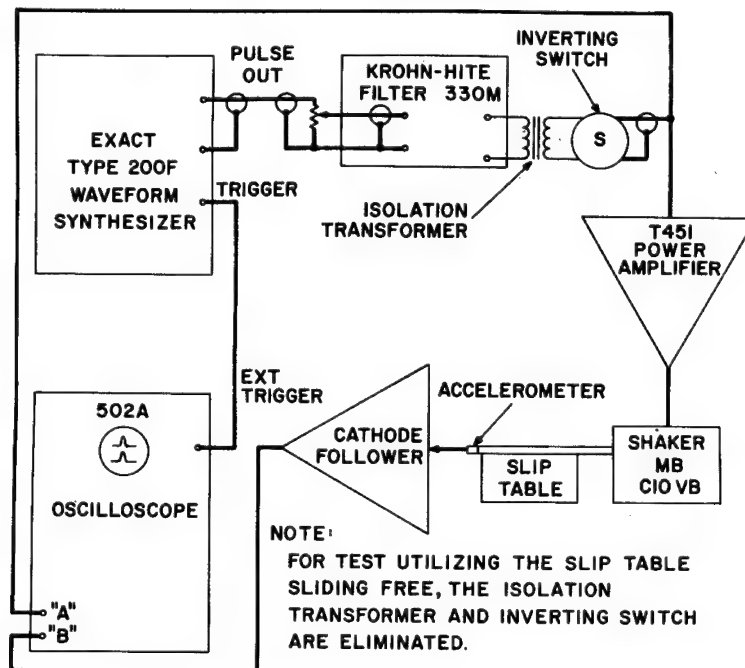 PULSE
OUT
INVERTING
SWITCH
KROHN-HITE
FILTER 330M
EXACT
TYPE 200F
WAVEFORM
SYNTHESIZER
TRIGGER
S
ISOLATION
TRANSFORMER
T451
POWER
AMPLIFIER
EXT
TRIGGER
502A
OSCILLOSCOPE
"A"
"B"
CATHODE
FOLLOWER
ACCELEROMETER
SLIP
TABLE
SHAKER
MB
C10 VB
NOTE:
FOR TEST UTILIZING THE SLIP TABLE
SLIDING FREE, THE ISOLATION
TRANSFORMER AND INVERTING SWITCH
ARE ELIMINATED.